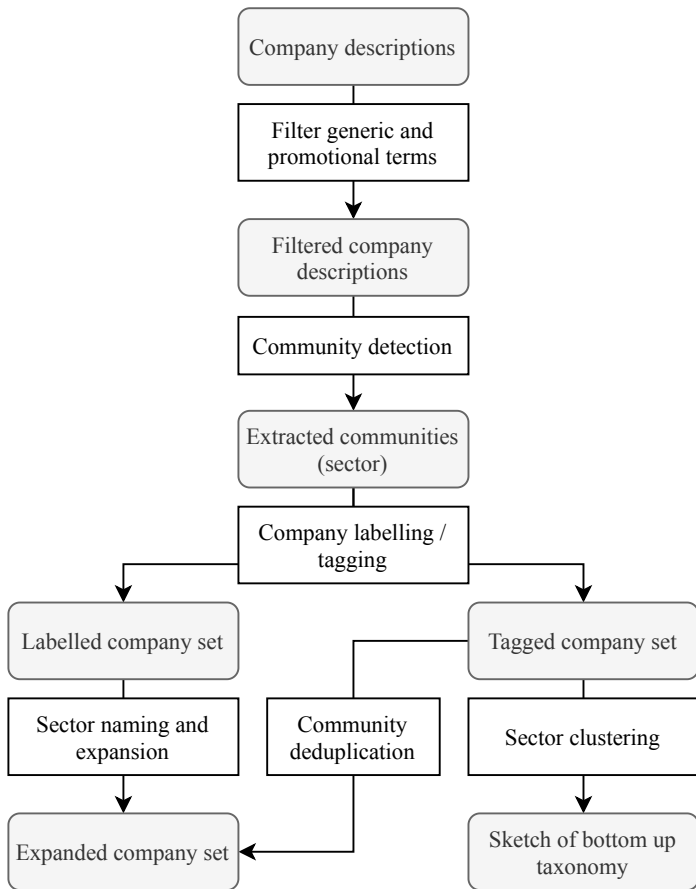 Company descriptions
Filter generic and
promotional terms
Filtered company
descriptions
Community detection
Extracted communities
(sector)
Company labelling /
tagging
Labelled company set
Tagged company set
Sector naming and
expansion
Community
deduplication
Sector clustering
Expanded company set
Sketch of bottom up
taxonomy